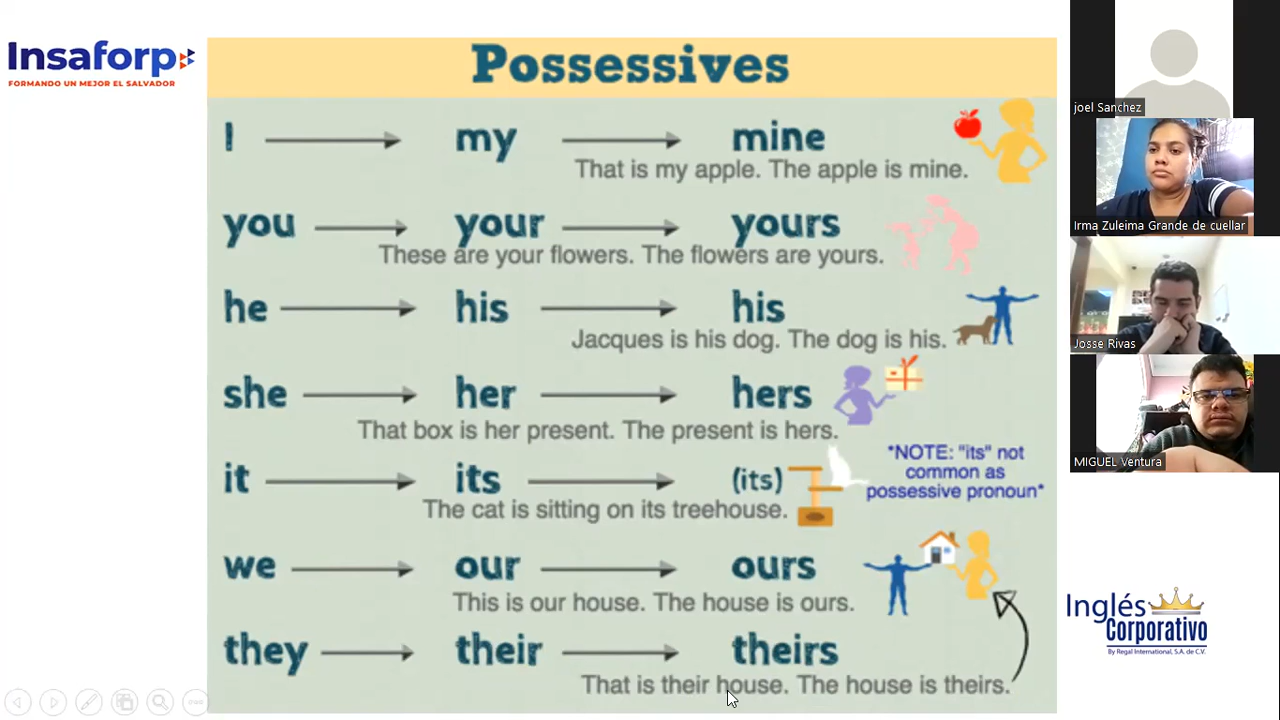 Insaforp
FORMANDO UN MEJOR EL SALVADOR
Possessives
I my mine
That is my apple. The apple is mine.
you your yours
These are your flowers. The flowers are yours.
he his his
Jacques is his dog. The dog is his.
she her hers
That box is her present. The present is hers.
it its (its)
*NOTE: "its" not
common as
possessive pronoun*
The cat is sitting on its treehouse.
we our ours
This is our house. The house is ours.
they their theirs
That is their house. The house is theirs.
joel Sanchez
Irma Zuleima Grande de cuellar
Josse Rivas
MIGUEL Ventura
Inglés
Corporativo
By Regal International, S.A. de C.V.